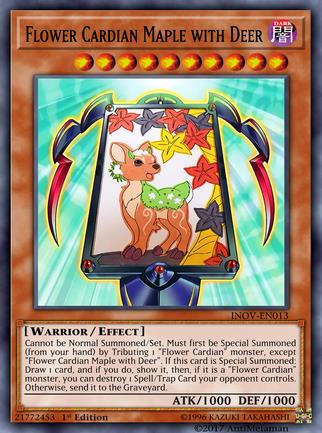 FLOWER CARDIAN MAPLE WITH DEER
DARK
闇
INOV-EN013
[WARRIOR / EFFECT]
Cannot be Normal Summoned/Set. Must first be Special Summoned
(from your hand) by Tributing 1 "Flower Cardian" monster, except
"Flower Cardian Maple with Deer". If this card is Special Summoned:
Draw 1 card, and if you do, show it, then, if it is a "Flower Cardian"
monster, you can destroy 1 Spell/Trap Card your opponent controls.
Otherwise, send it to the Graveyard.
ATK/1000 DEF/1000
21772453 1st Edition ©1996 KAZUKI TAKAHASHI
©2017 AntiMetaman